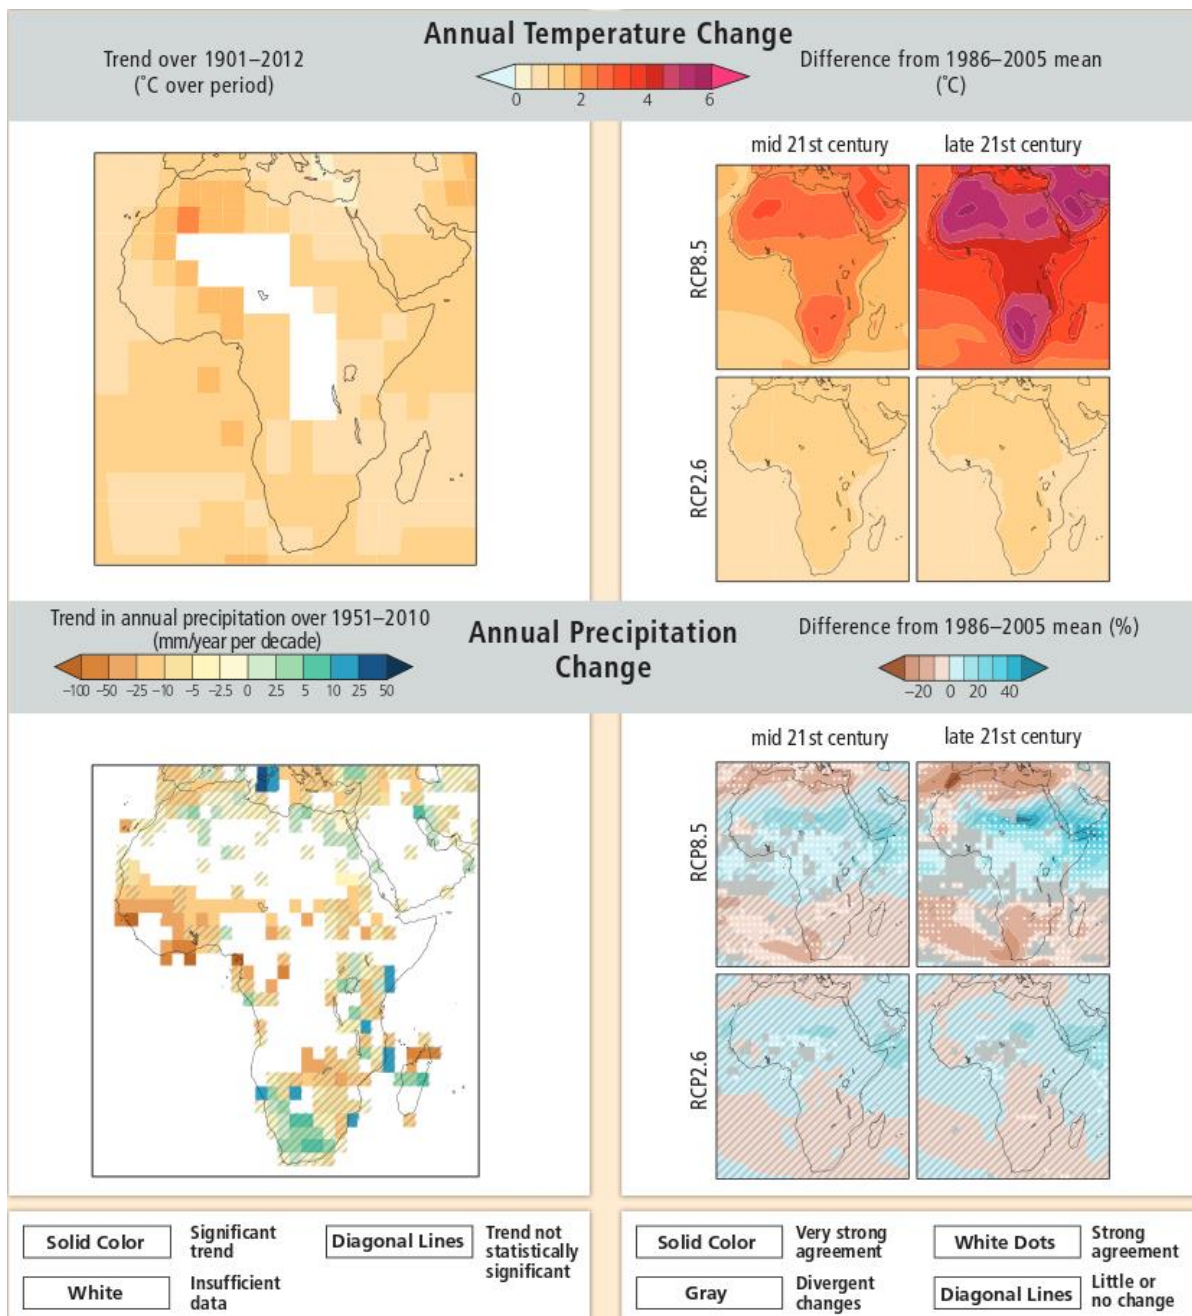 Annual Temperature Change
Trend over 1901–2012
(˚C over period)
0 2 4 6
Difference from 1986–2005 mean
(˚C)
mid 21st century
late 21st century
RCP8.5
RCP2.6
Trend in annual precipitation over 1951–2010
(mm/year per decade)
−100 −50 −25 −10 −5 −2.5 0 2.5 5 10 25 50
Annual Precipitation
Change
Difference from 1986–2005 mean (%)
−20 0 20 40
mid 21st century
late 21st century
RCP8.5
RCP2.6
Solid Color
Significant
trend
Diagonal Lines
Trend not
statistically
significant
White
Insufficient
data
Solid Color
Very strong
agreement
White Dots
Strong
agreement
Gray
Divergent
changes
Diagonal Lines
Little or
no change